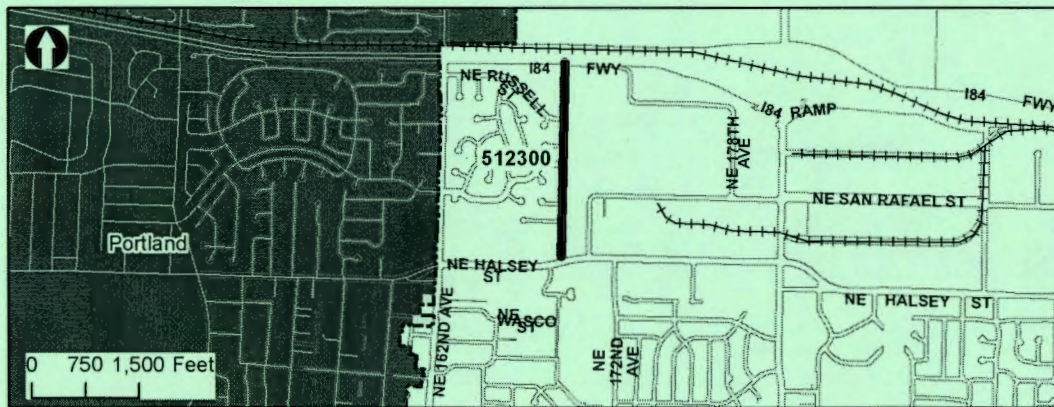 I84 FWY
NE RUSSELL
ST
I84 RAMP
I84 FWY
512300
NE 178TH
AVE
NE SAN RAFAEL ST
Portland
NE HALSEY
ST
NE HALSEY ST
NE
WASCO
ST
NE 162ND AVE
NE
172ND
AVE
0 750 1,500 Feet